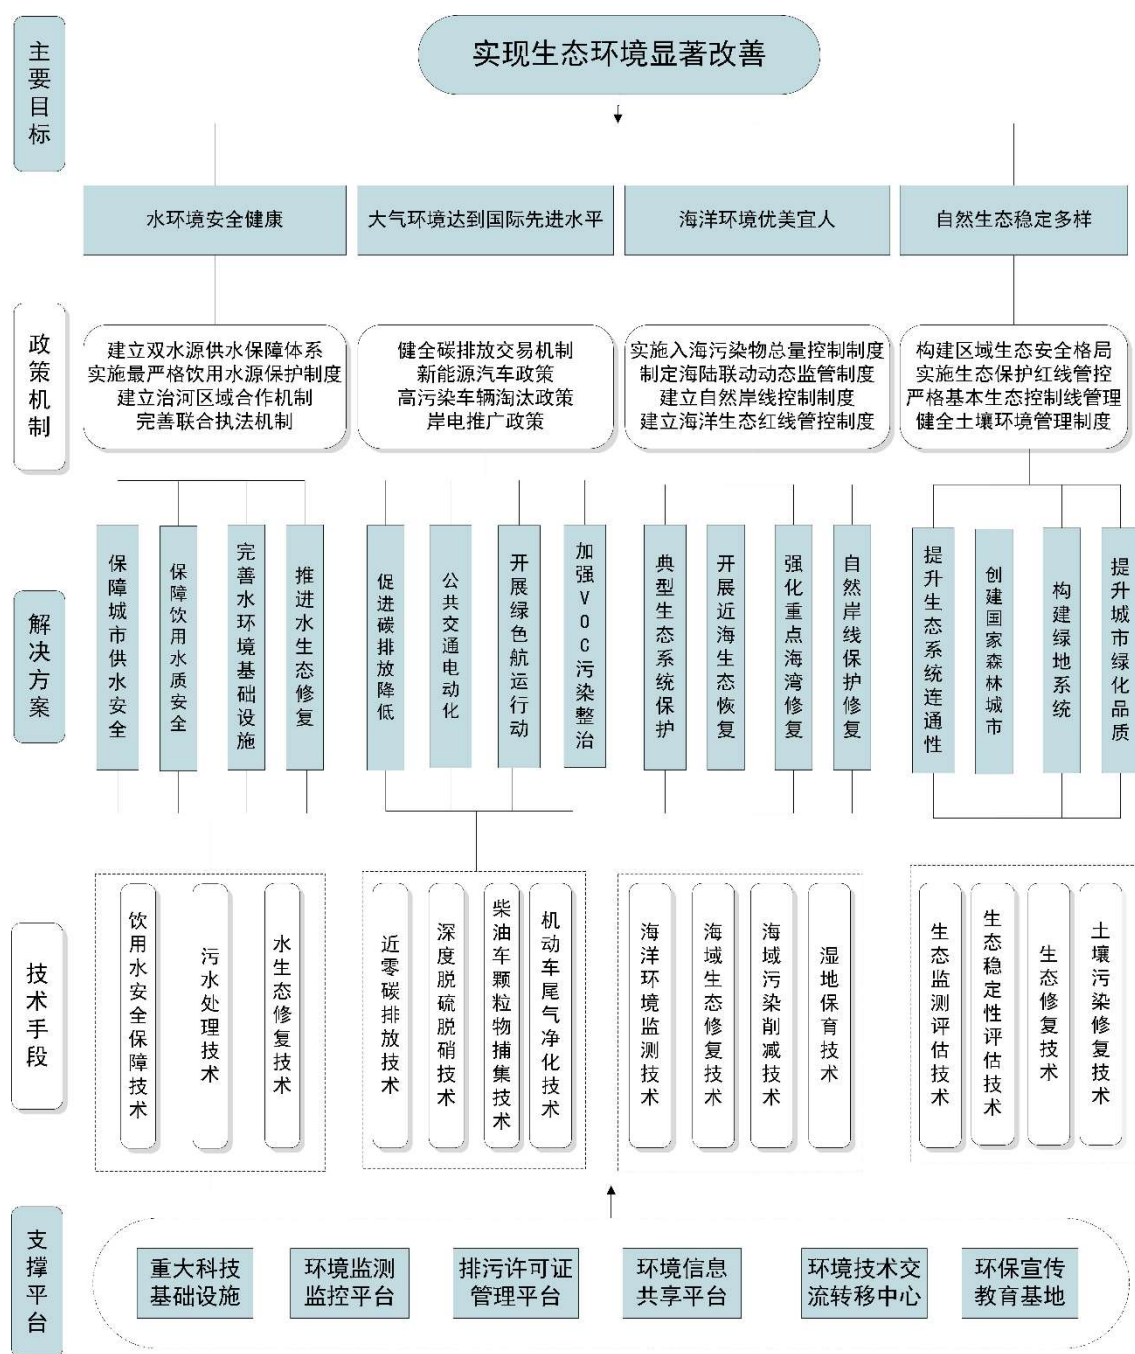 主要目标
实现生态环境显著改善
水环境安全健康
大气环境达到国际先进水平
海洋环境优美宜人
自然生态稳定多样
政策机制
建立双水源供水保障体系
实施最严格饮用水源保护制度
建立治河区域合作机制
完善联合执法机制
健全碳排放交易机制
新能源汽车政策
高污染车辆淘汰政策
岸电推广政策
实施入海污染物总量控制制度
制定海陆联动动态监管制度
建立自然岸线控制制度
建立海洋生态红线管控制度
构建区域生态安全格局
实施生态保护红线管控
严格基本生态控制线管理
健全土壤环境管理制度
解决方案
保障城市供水安全
保障饮用水质安全
完善水环境基础设施
推进水生态修复
促进碳排放降低
公共交通电动化
开展绿色航运行动
加强VOC污染整治
典型生态系统保护
开展近海生态恢复
强化重点海湾修复
自然岸线保护修复
提升生态系统连通性
创建国家森林城市
构建绿地系统
提升城市绿化品质
技术手段
饮用水安全保障技术
污水处理技术
水生态修复技术
近零碳排放技术
深度脱硫脱硝技术
柴油车颗粒物捕集技术
机动车尾气净化技术
海洋环境监测技术
海域生态修复技术
海域污染削减技术
湿地保育技术
生态监测评估技术
生态稳定性评估技术
生态修复技术
土壤污染修复技术
支撑平台
重大科技
基础设施
环境监测
监控平台
排污许可证
管理平台
环境信息
共享平台
环境技术交
流转移中心
环保宣传
教育基地